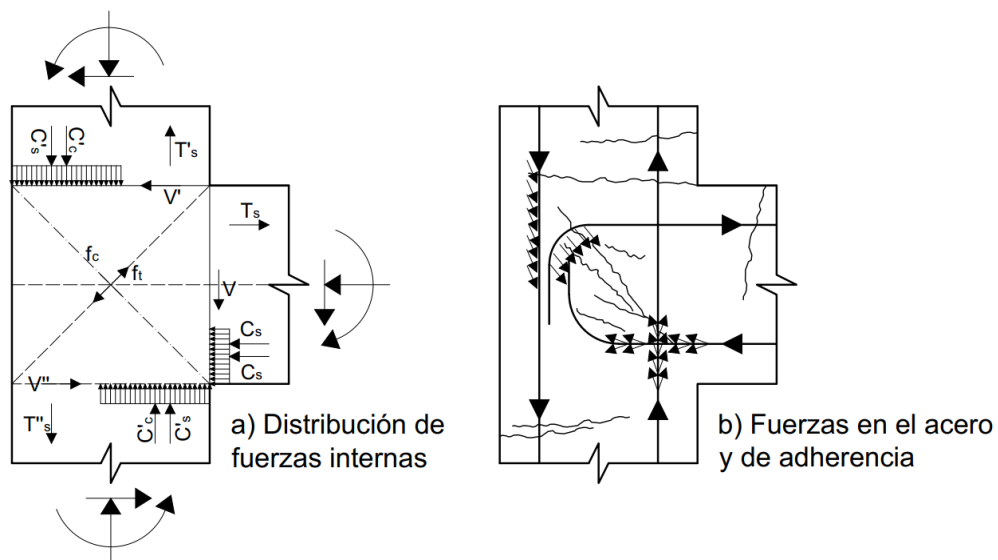 C's
C'c
T's
V'
Ts
fc
ft
V
Cs
Cs
V''
T''s
C'c
C's
a) Distribución de
fuerzas internas
b) Fuerzas en el acero
y de adherencia